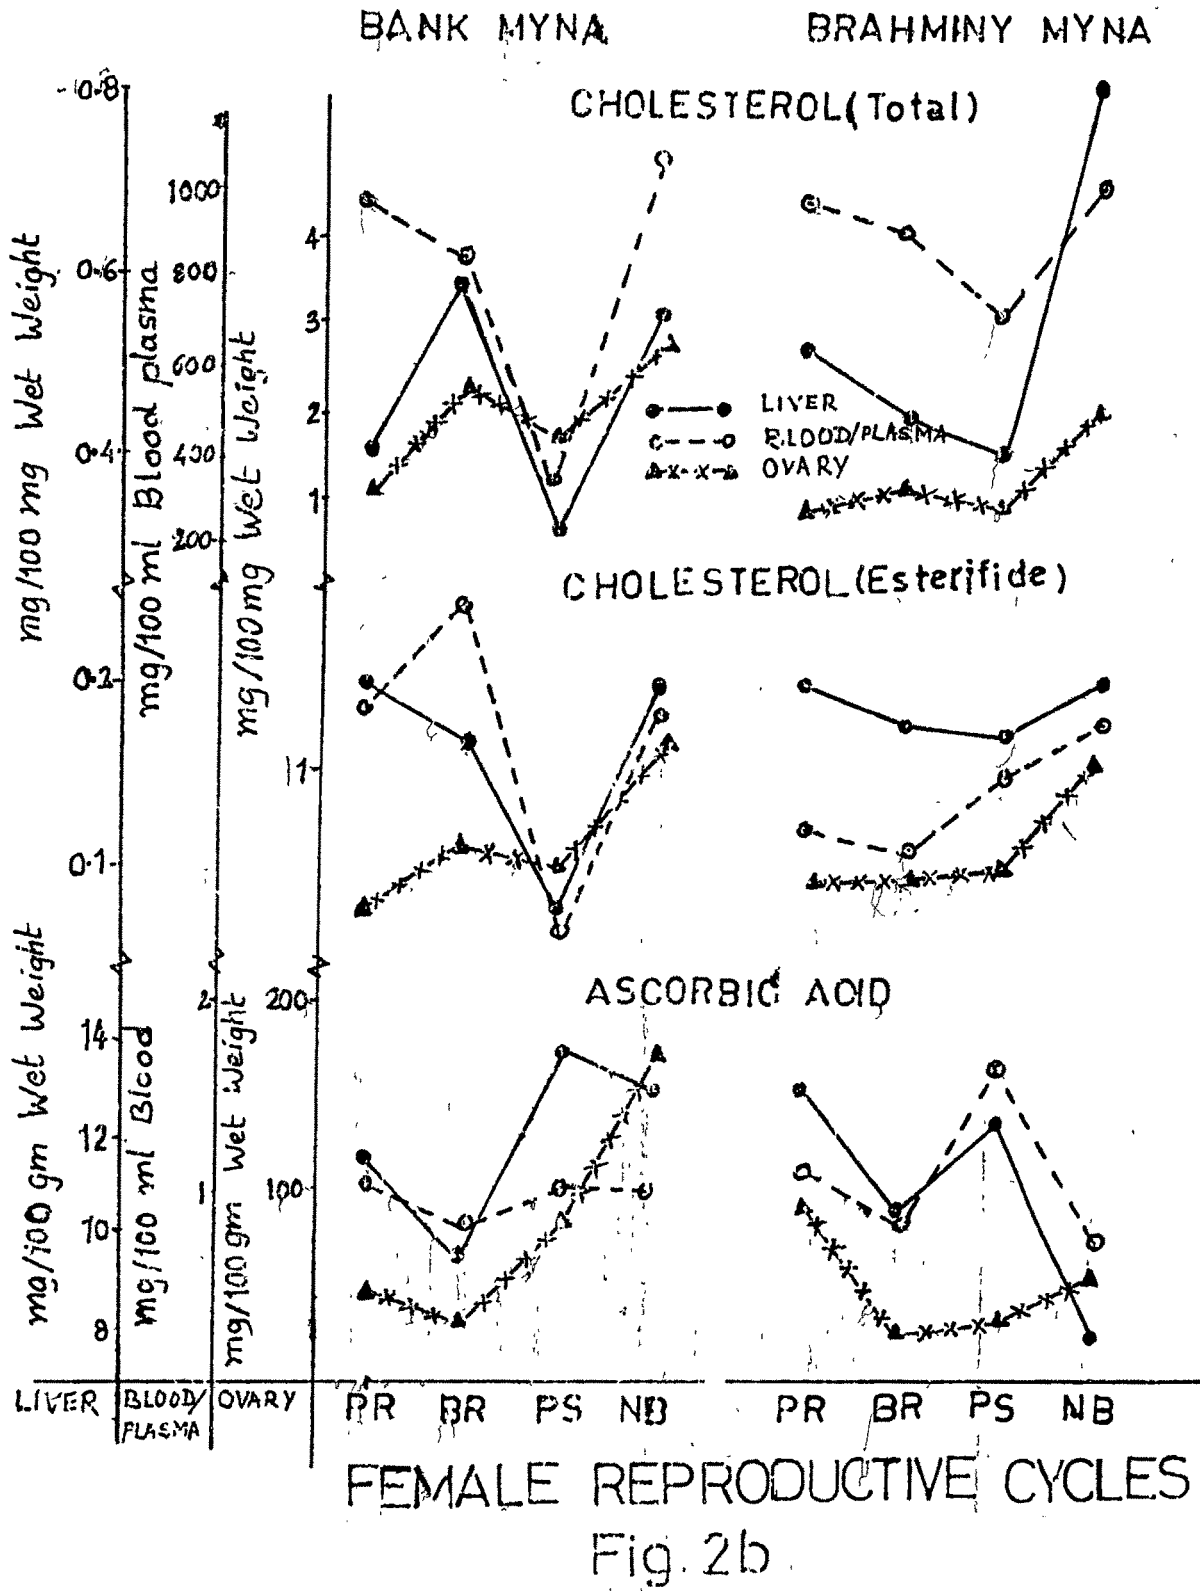 BANK MYNA BRAHMINY MYNA
CHOLESTEROL (Total)
0.8
0.6
0.4
0.2
0.1
mg/100 mg Wet Weight
1000
800
600
400
200
mg/100 ml Blood plasma
4
3
2
1
1
mg/100mg Wet Weight
LIVER
BLOOD/PLASMA
OVARY
CHOLESTEROL (Esterifide)
ASCORBIC ACID
14
12
10
8
mg/100 gm Wet Weight
2
1
mg/100 ml Blood
200
100
mg/100 gm Wet Weight
LIVER BLOOD/PLASMA OVARY
PR BR PS NB PR BR PS NB
FEMALE REPRODUCTIVE CYCLES
Fig. 2b